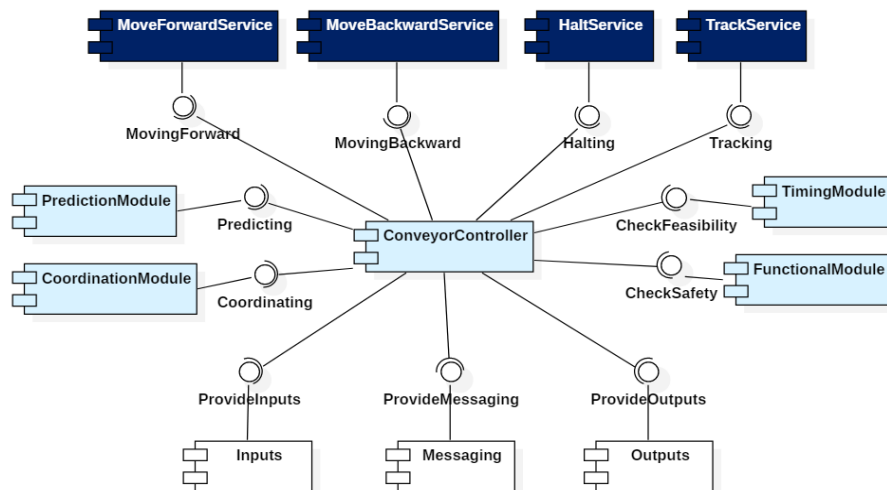 MoveForwardService
MoveBackwardService
HaltService
TrackService
MovingForward
MovingBackward
Halting
Tracking
PredictionModule
Predicting
ConveyorController
CheckFeasibility
TimingModule
CoordinationModule
Coordinating
CheckSafety
FunctionalModule
ProvideInputs
ProvideMessaging
ProvideOutputs
Inputs
Messaging
Outputs